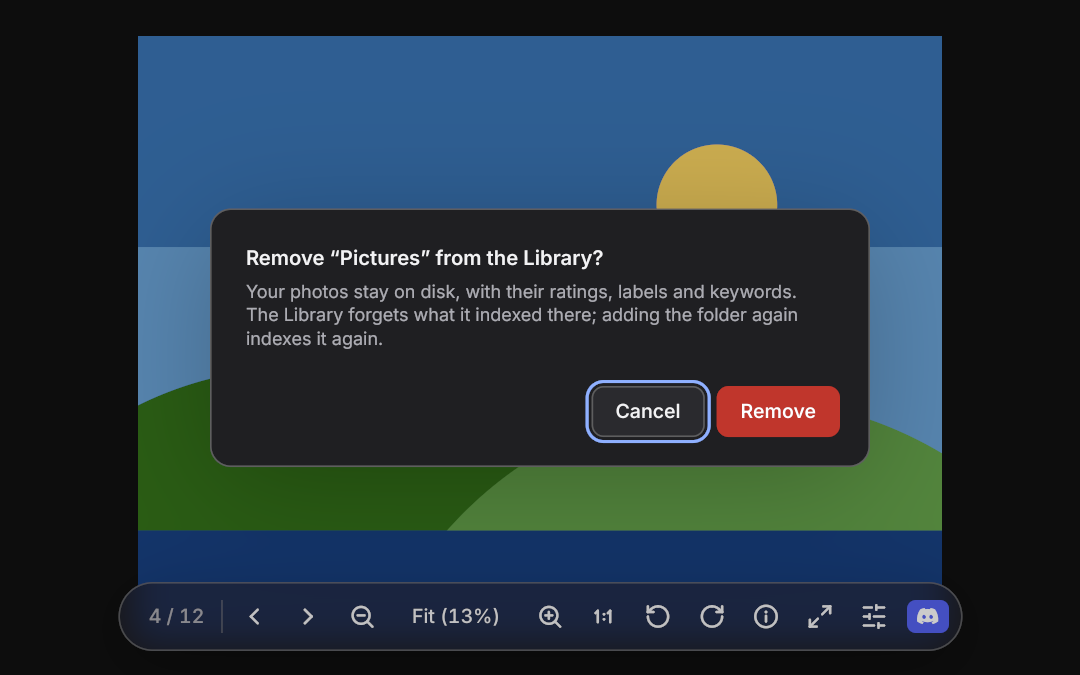 Remove “Pictures” from the Library?
Your photos stay on disk, with their ratings, labels and keywords.
The Library forgets what it indexed there; adding the folder again
indexes it again.
Cancel
Remove
4 / 12
Fit (13%)
1:1